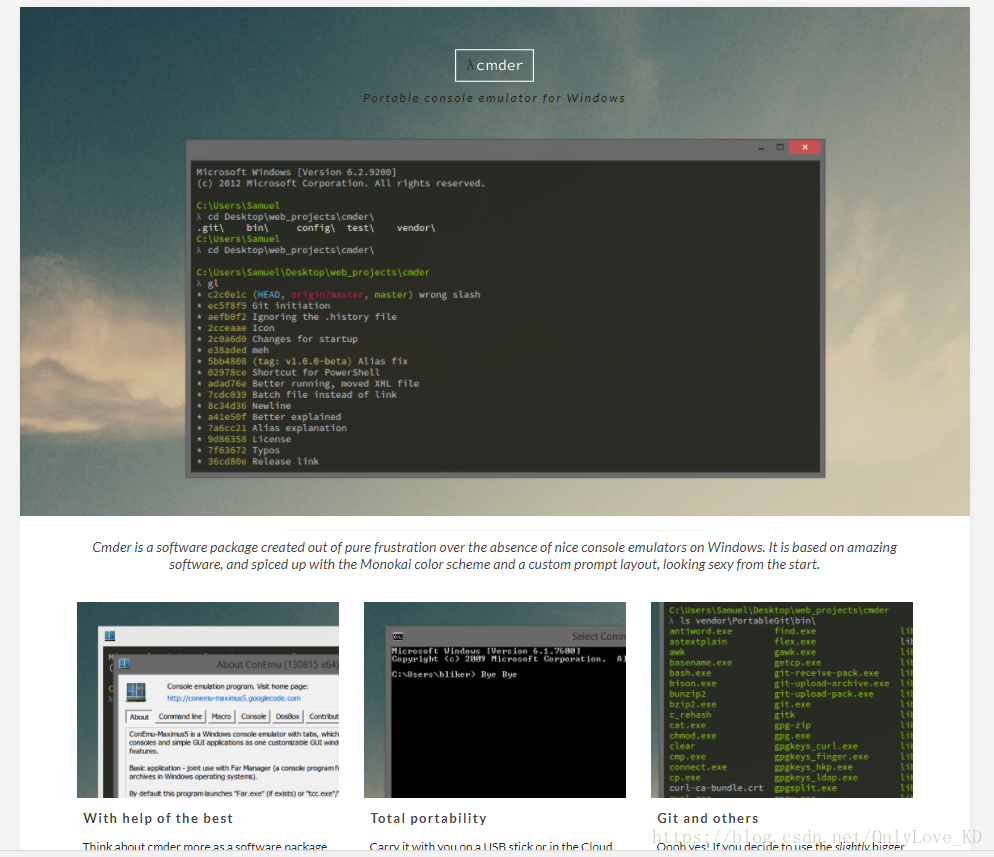 λcmder
Portable console emulator for Windows
Microsoft Windows [Version 6.2.9200]
(c) 2012 Microsoft Corporation. All rights reserved.
C:\Users\Samuel
λ cd Desktop\web_projects\cmder\
.git\ bin\ config\ test\ vendor\
C:\Users\Samuel
λ cd Desktop\web_projects\cmder\
C:\Users\Samuel\Desktop\web_projects\cmder
λ gl
* c2c0e1c (HEAD, origin/master, master) wrong slash
* ec5f8f9 Git initiation
* aefb0f2 Ignoring the .history file
* 2cceaae Icon
* 2c0a6d0 Changes for startup
* e38aded meh
* 5bb4808 (tag: v1.0.0-beta) Alias fix
* 02978ce Shortcut for PowerShell
* adad76e Better running, moved XML file
* 7cdc039 Batch file instead of link
* 8c34d36 Newline
* a41e50f Better explained
* 7a6cc21 Alias explanation
* 9d86358 License
* 7f63672 Typos
* 36cd80e Release link
Cmder is a software package created out of pure frustration over the absence of nice console emulators on Windows. It is based on amazing
software, and spiced up with the Monokai color scheme and a custom prompt layout, looking sexy from the start.
About ConEmu (130815 x64)
Console emulation program. Visit home page:
http://conemu-maximus5.googlecode.com
About Command line Macro Console DosBox Contribut
ConEmu-Maximus5 is a Windows console emulator with tabs, which
consoles and simple GUI applications as one customizable GUI wind
features.
Basic application - joint use with Far Manager (a console program f
archives in Windows operating systems).
By default this program launches "Far.exe" (if exists) or "tcc.exe"/
With help of the best
Think about cmder more as a software package
Select Comm
Microsoft Windows [Version 6.1.7600]
Copyright (c) 2009 Microsoft Corporation. Al
C:\Users\bliker> Bye Bye
Total portability
Carry it with you on a USB stick or in the Cloud
C:\Users\Samuel\Desktop\web_projects\cmder
λ ls vendor\PortableGit\bin\
antiword.exe find.exe lib
astextplain flex.exe lib
awk gawk.exe lib
basename.exe getcp.exe lib
bash.exe git-receive-pack.exe lib
bison.exe git-upload-archive.exe lib
bunzip2 git-upload-pack.exe lib
bzip2.exe git.exe lib
c_rehash gitk lib
cat.exe gpg-zip lib
chmod.exe gpg.exe lib
clear gpgkeys_curl.exe lib
cmp.exe gpgkeys_finger.exe lib
connect.exe gpgkeys_hkp.exe lib
cp.exe gpgkeys_ldap.exe lib
curl-ca-bundle.crt gpgsplit.exe lib
Git and others
Oooh yes! If you decide to use the slightly bigger
https://blog.csdn.net/OnlyLove_KD